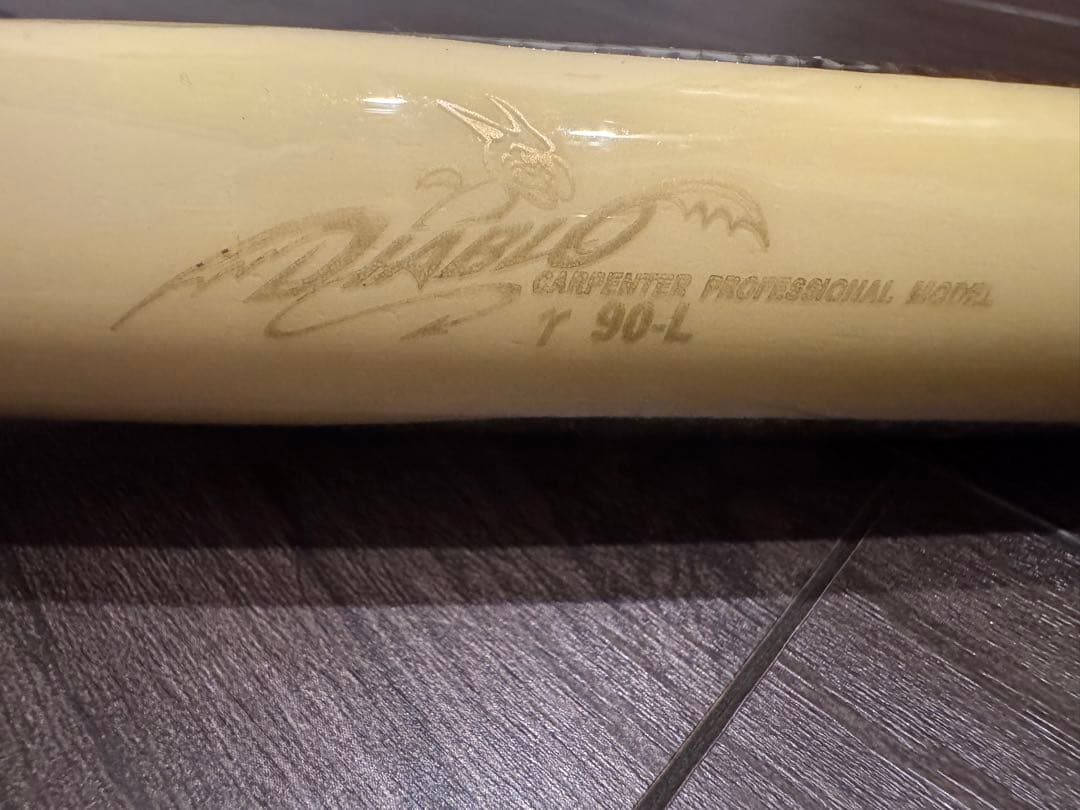 DIABLO
CARPENTER PROFESSIONAL MODEL
r 90-L